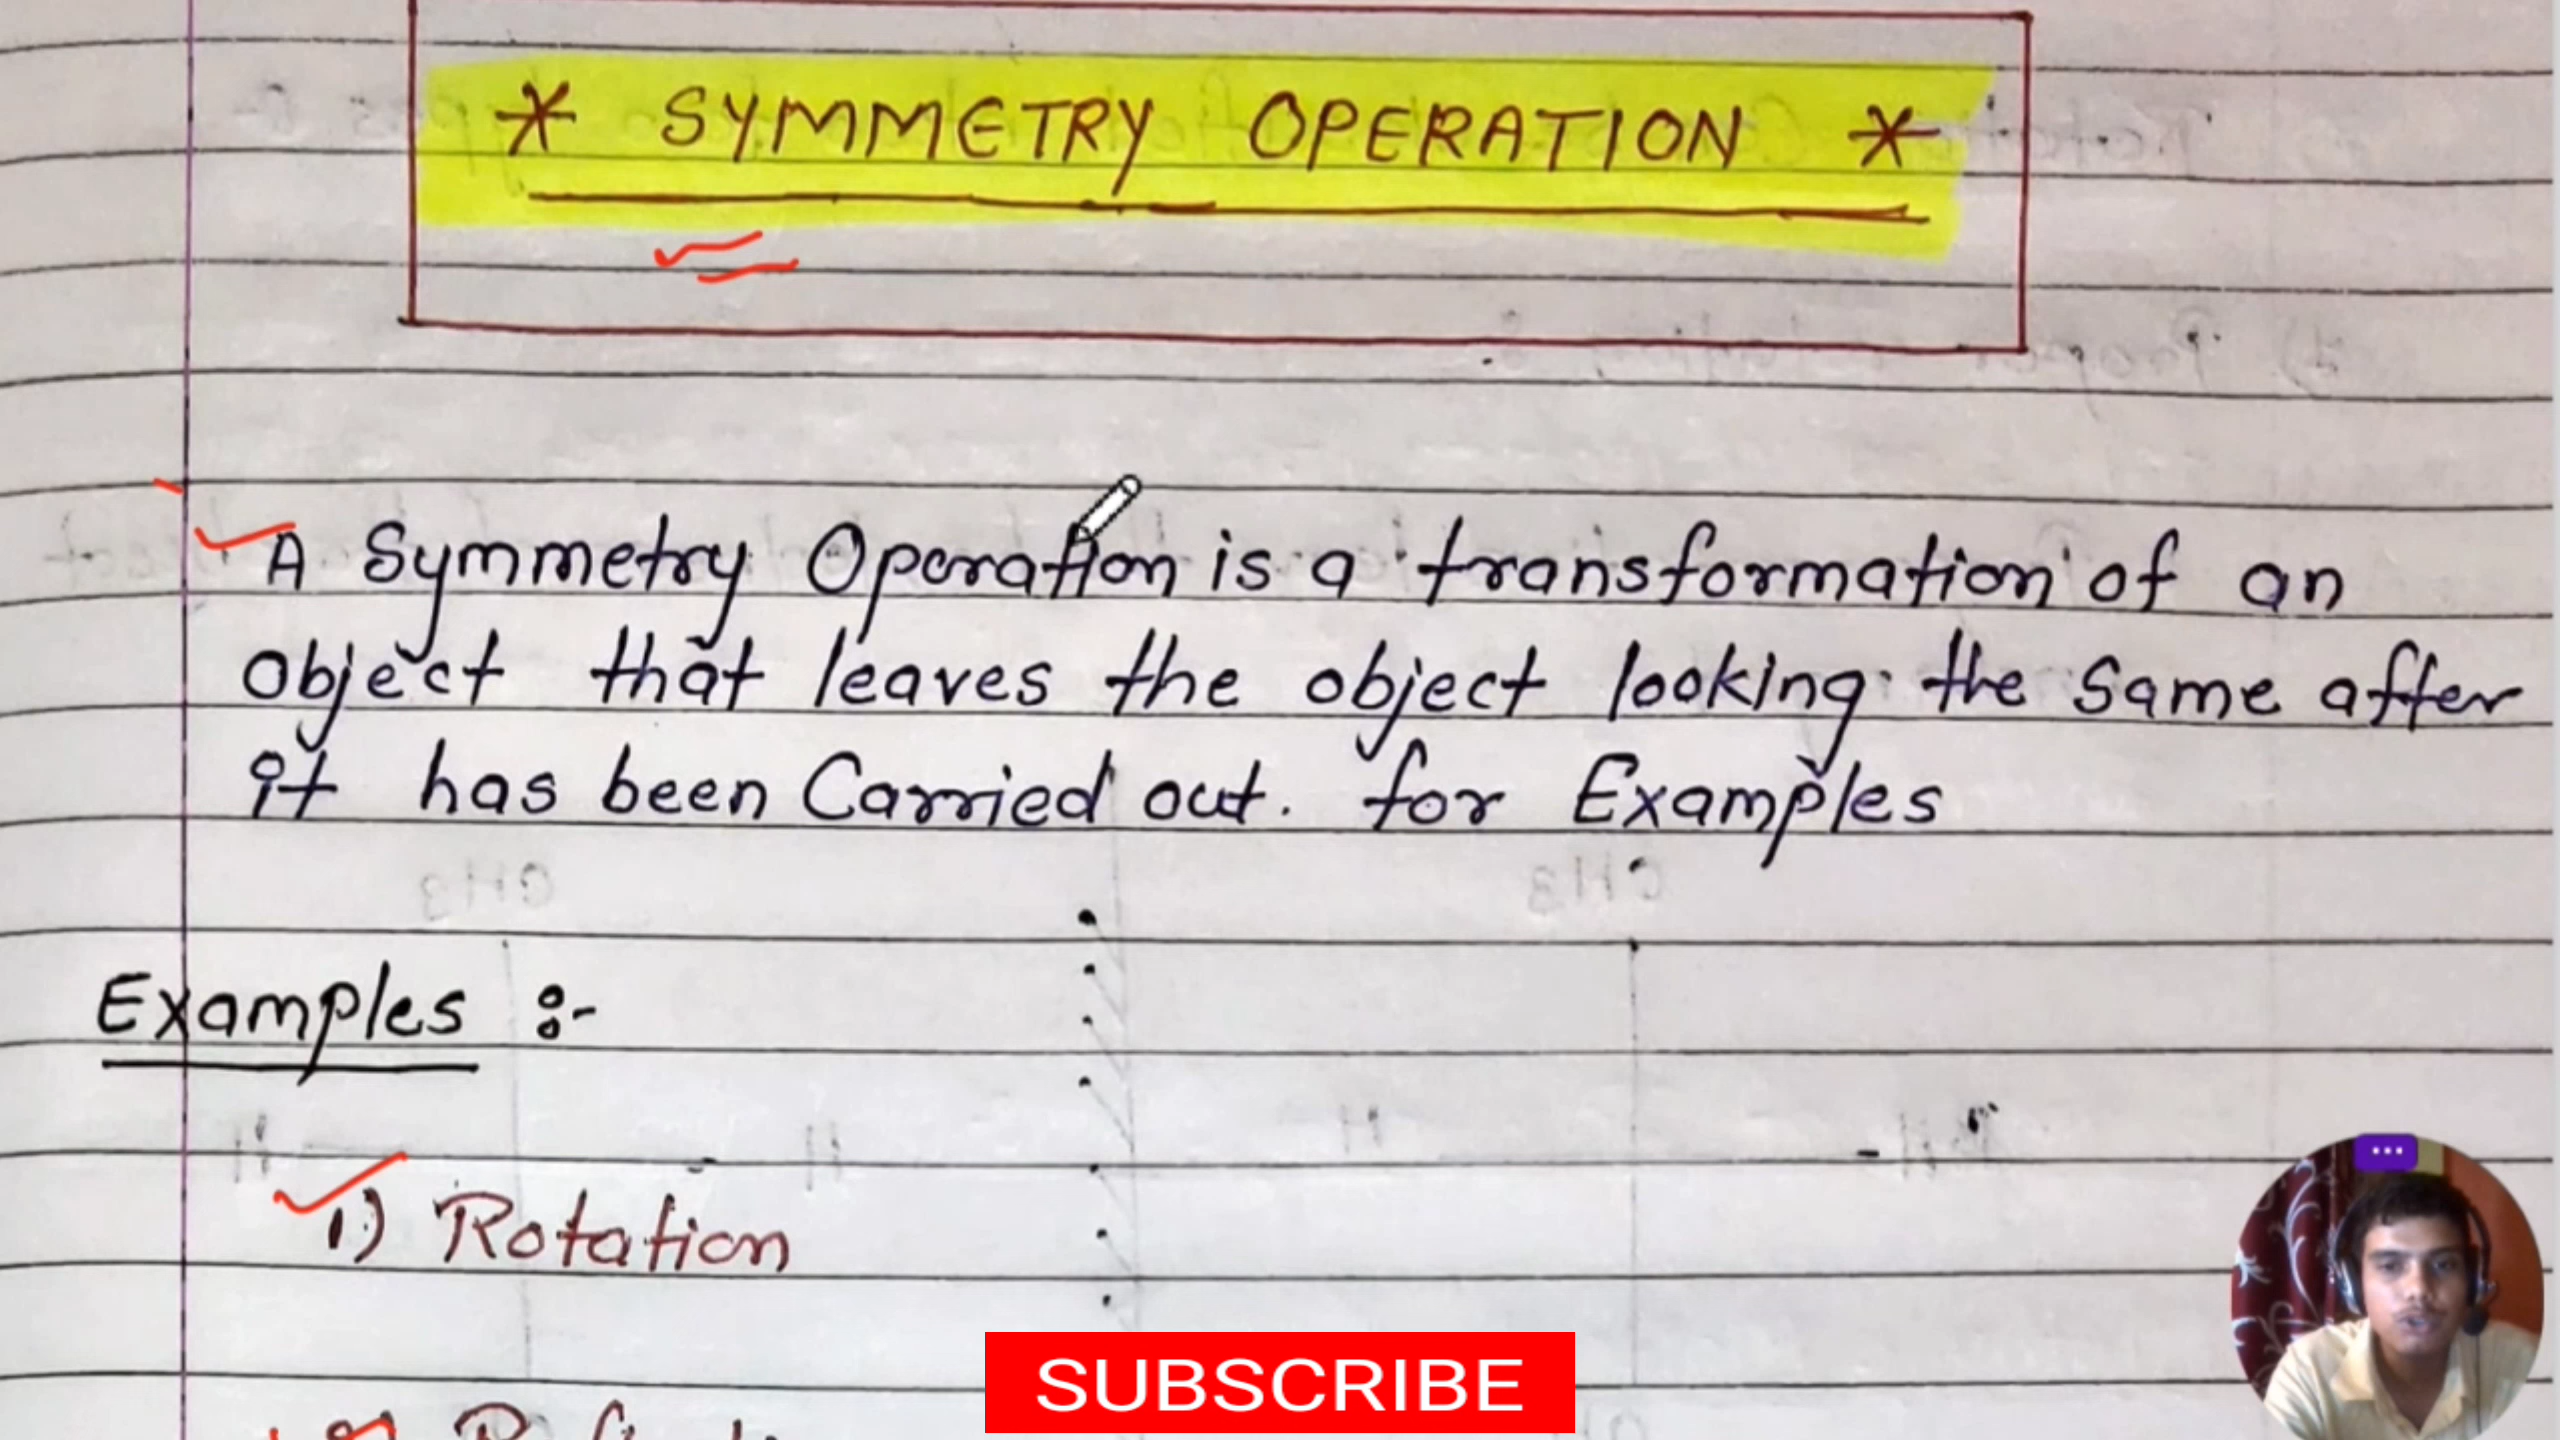 * SYMMETRY OPERATION *
A Symmetry Operation is a transformation of an
object that leaves the object looking the same after
it has been Carried out. for Examples
Examples :-
1) Rotation
SUBSCRIBE